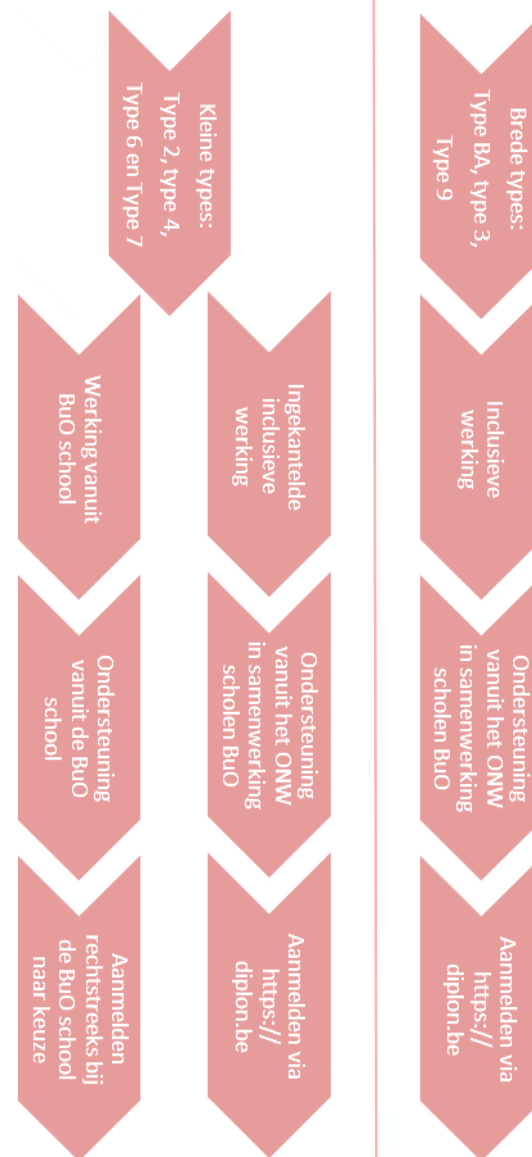 Brede types:
Type BA, type 3,
Type 9
Inclusieve
werking
Ondersteuning
vanuit het ONW
in samenwerking
scholen BuO
Aanmelden via
https://
diplon.be
Kleine types:
Type 2, type 4,
Type 6 en Type 7
Ingekantelde
inclusieve
werking
Ondersteuning
vanuit het ONW
in samenwerking
scholen BuO
Aanmelden via
https://
diplon.be
Werking vanuit
BuO school
Ondersteuning
vanuit de BuO
school
Aanmelden
rechtstreeks bij
de BuO school
naar keuze